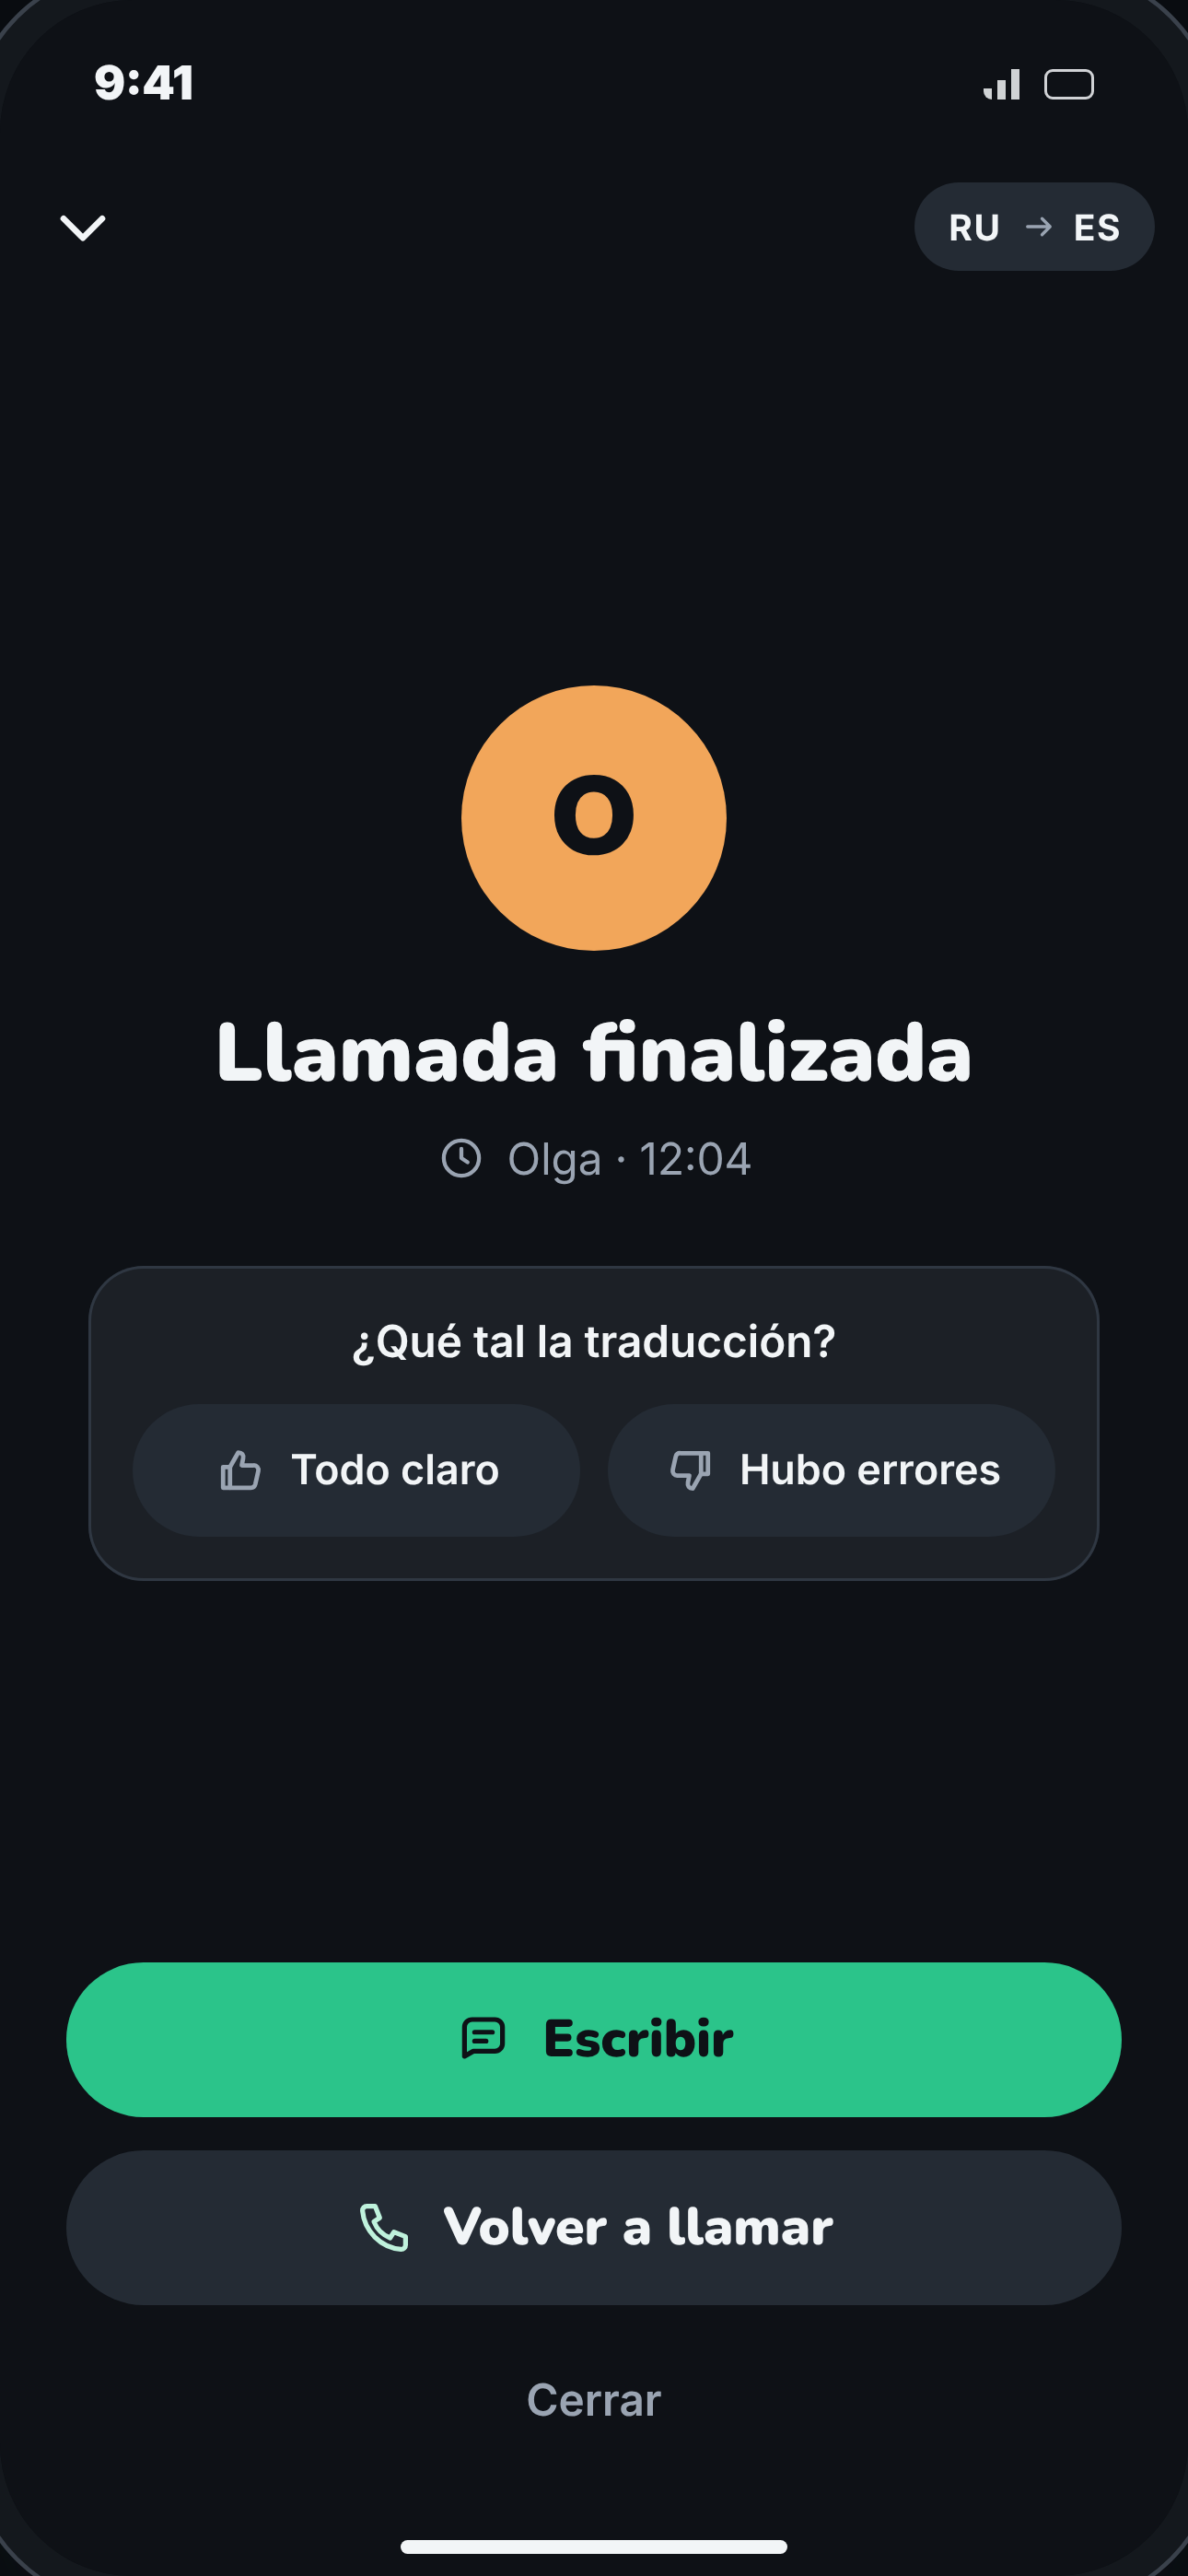 9:41
RU → ES
O
Llamada finalizada
Olga · 12:04
¿Qué tal la traducción?
Todo claro
Hubo errores
Escribir
Volver a llamar
Cerrar